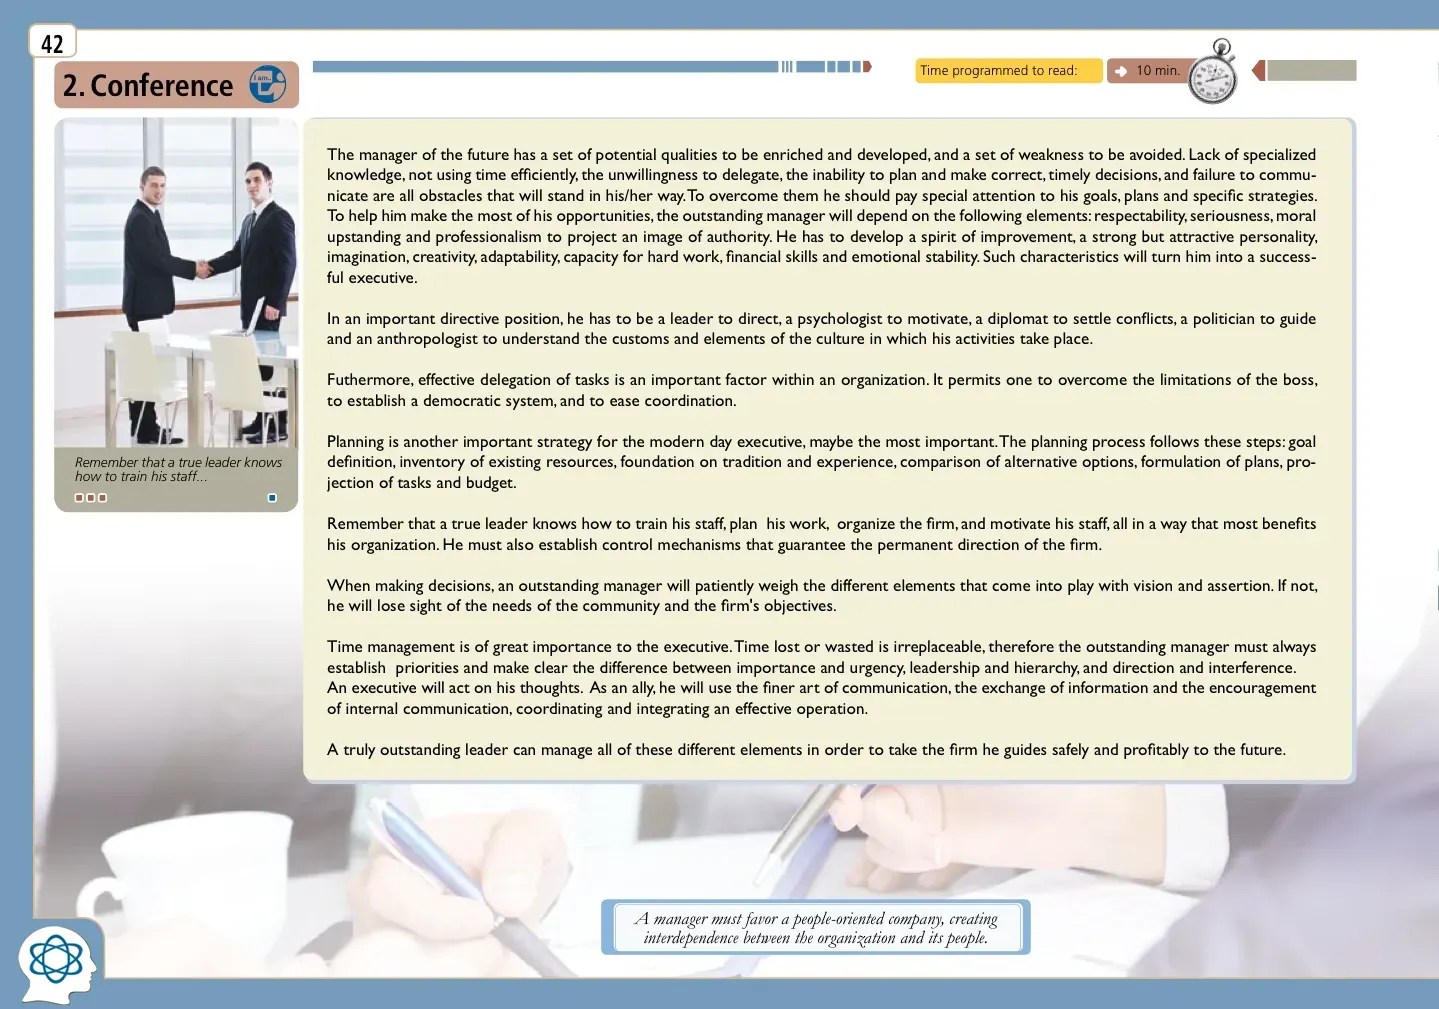 42
2. Conference
I am...
Time programmed to read:
10 min.
The manager of the future has a set of potential qualities to be enriched and developed, and a set of weakness to be avoided. Lack of specialized
knowledge, not using time efficiently, the unwillingness to delegate, the inability to plan and make correct, timely decisions, and failure to commu-
nicate are all obstacles that will stand in his/her way. To overcome them he should pay special attention to his goals, plans and specific strategies.
To help him make the most of his opportunities, the outstanding manager will depend on the following elements: respectability, seriousness, moral
upstanding and professionalism to project an image of authority. He has to develop a spirit of improvement, a strong but attractive personality,
imagination, creativity, adaptability, capacity for hard work, financial skills and emotional stability. Such characteristics will turn him into a success-
ful executive.
In an important directive position, he has to be a leader to direct, a psychologist to motivate, a diplomat to settle conflicts, a politician to guide
and an anthropologist to understand the customs and elements of the culture in which his activities take place.
Futhermore, effective delegation of tasks is an important factor within an organization. It permits one to overcome the limitations of the boss,
to establish a democratic system, and to ease coordination.
Planning is another important strategy for the modern day executive, maybe the most important. The planning process follows these steps: goal
definition, inventory of existing resources, foundation on tradition and experience, comparison of alternative options, formulation of plans, pro-
jection of tasks and budget.
Remember that a true leader knows how to train his staff, plan his work, organize the firm, and motivate his staff, all in a way that most benefits
his organization. He must also establish control mechanisms that guarantee the permanent direction of the firm.
When making decisions, an outstanding manager will patiently weigh the different elements that come into play with vision and assertion. If not,
he will lose sight of the needs of the community and the firm's objectives.
Time management is of great importance to the executive. Time lost or wasted is irreplaceable, therefore the outstanding manager must always
establish priorities and make clear the difference between importance and urgency, leadership and hierarchy, and direction and interference.
An executive will act on his thoughts. As an ally, he will use the finer art of communication, the exchange of information and the encouragement
of internal communication, coordinating and integrating an effective operation.
A truly outstanding leader can manage all of these different elements in order to take the firm he guides safely and profitably to the future.
Remember that a true leader knows
how to train his staff...
A manager must favor a people-oriented company, creating
interdependence between the organization and its people.